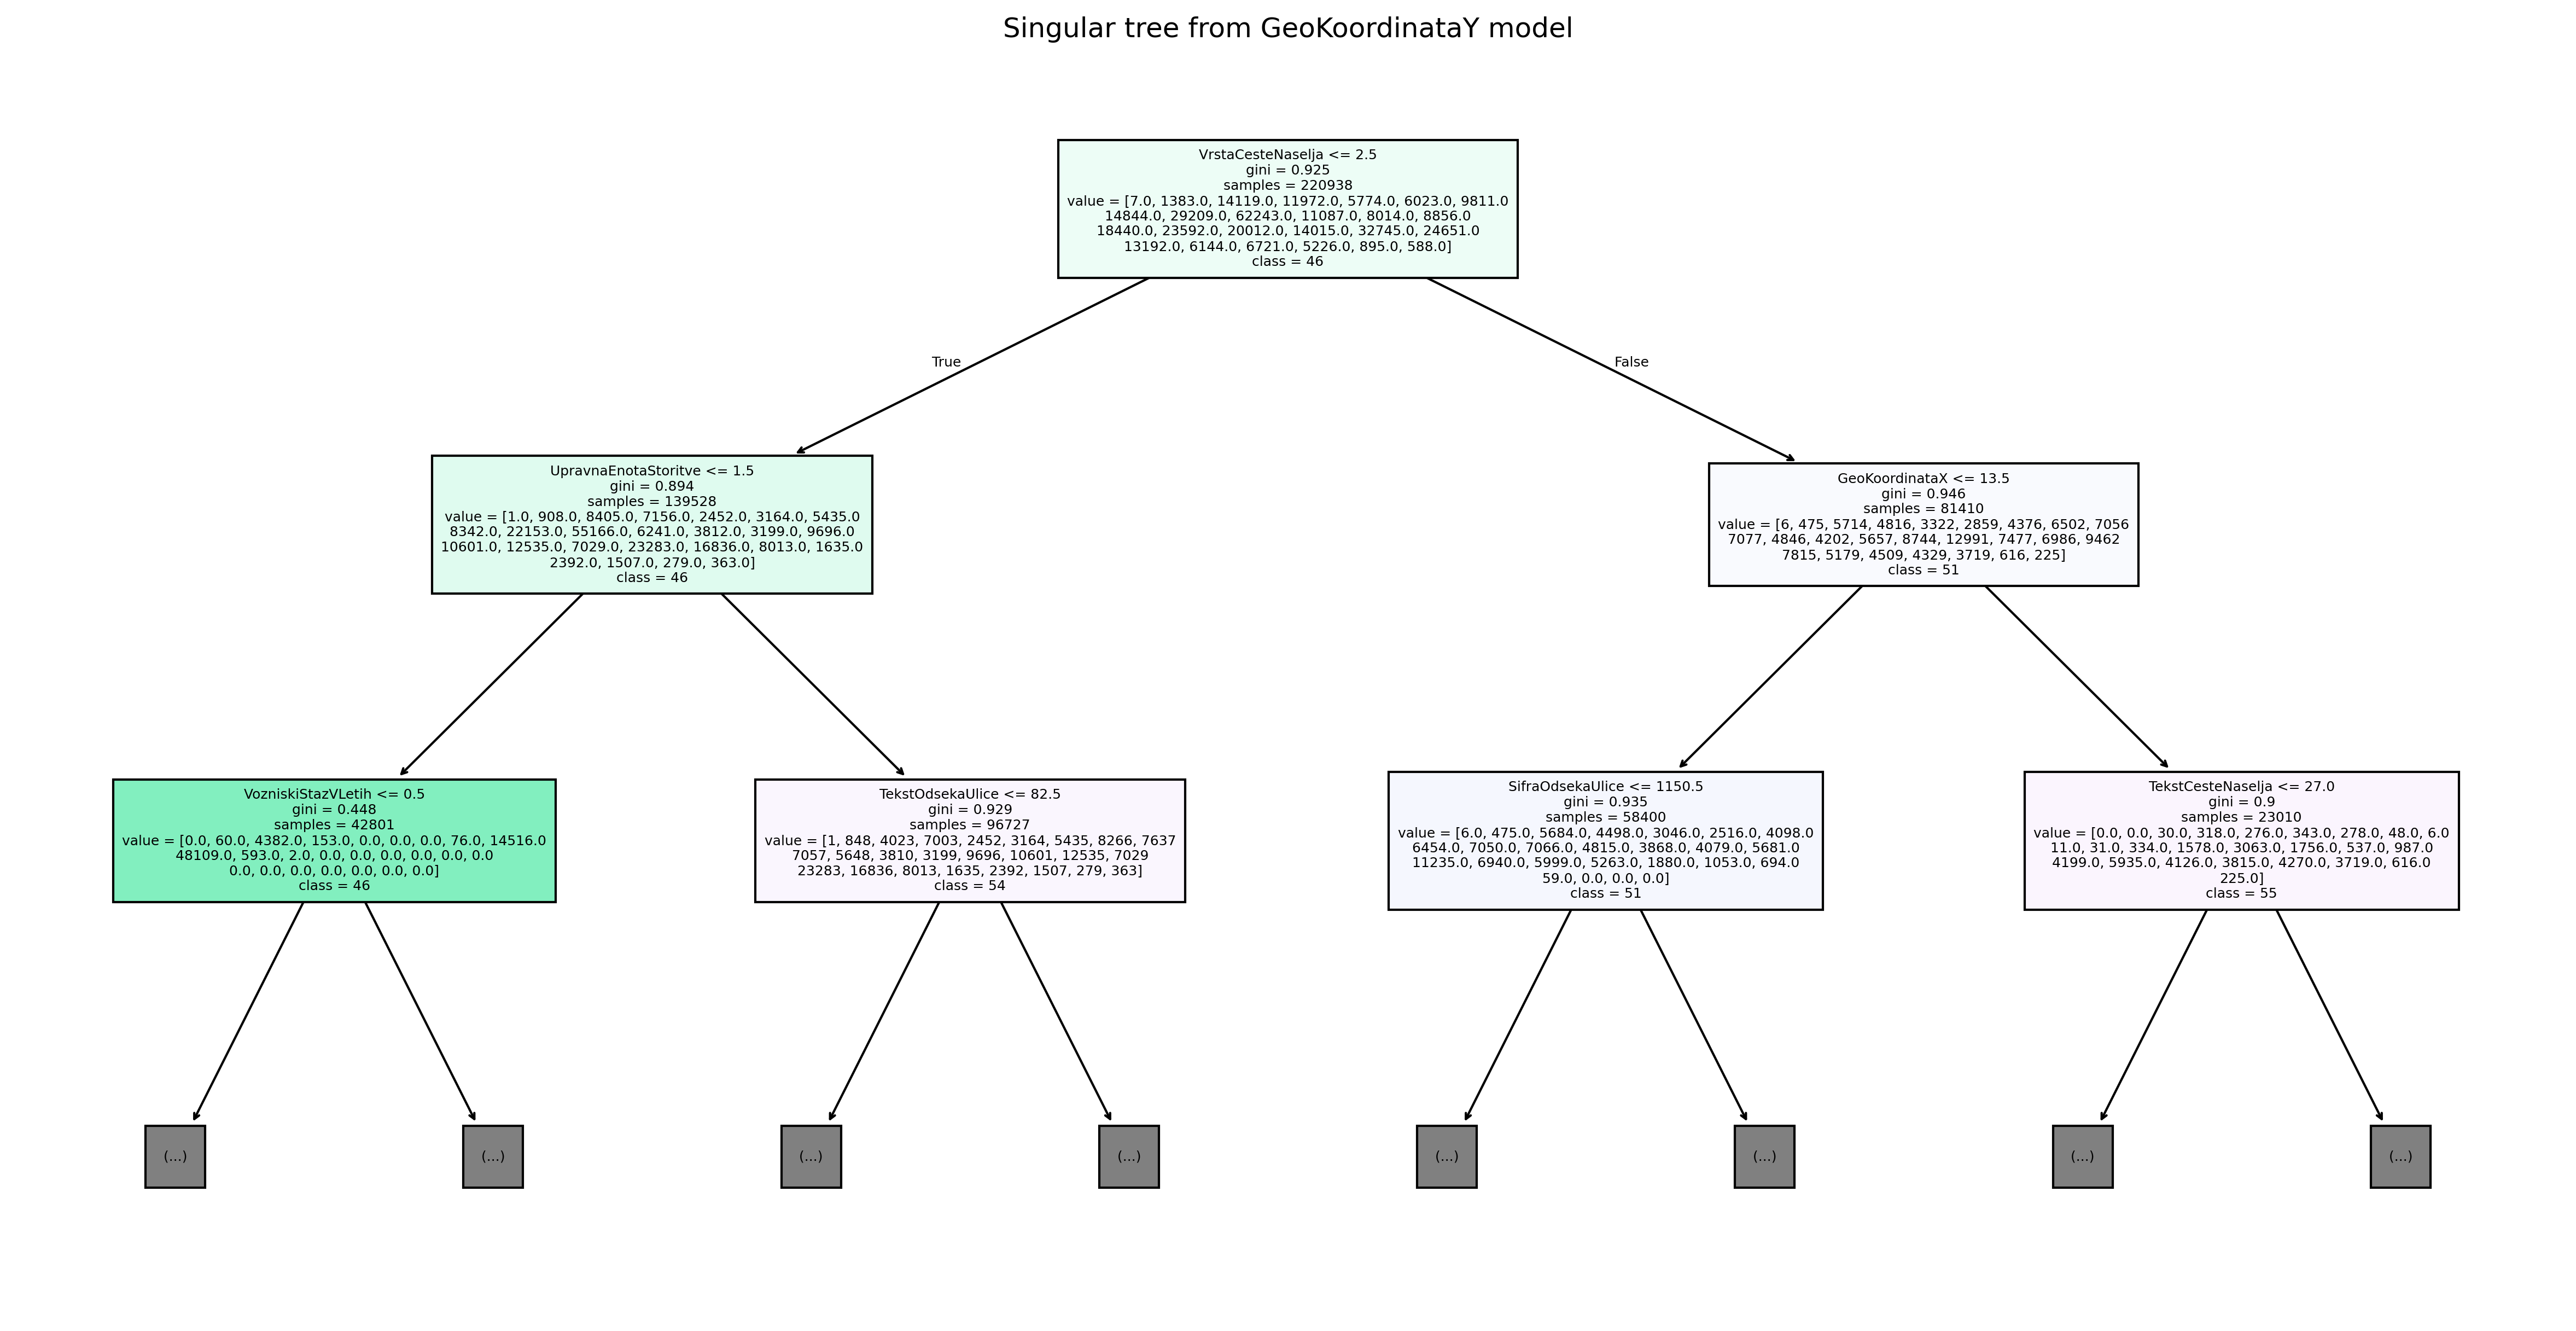 Singular tree from GeoKoordinataY model
VrstaCesteNaselja <= 2.5
gini = 0.925
samples = 220938
value = [7.0, 1383.0, 14119.0, 11972.0, 5774.0, 6023.0, 9811.0
14844.0, 29209.0, 62243.0, 11087.0, 8014.0, 8856.0
18440.0, 23592.0, 20012.0, 14015.0, 32745.0, 24651.0
13192.0, 6144.0, 6721.0, 5226.0, 895.0, 588.0]
class = 46
True
False
UpravnaEnotaStoritve <= 1.5
gini = 0.894
samples = 139528
value = [1.0, 908.0, 8405.0, 7156.0, 2452.0, 3164.0, 5435.0
8342.0, 22153.0, 55166.0, 6241.0, 3812.0, 3199.0, 9696.0
10601.0, 12535.0, 7029.0, 23283.0, 16836.0, 8013.0, 1635.0
2392.0, 1507.0, 279.0, 363.0]
class = 46
GeoKoordinataX <= 13.5
gini = 0.946
samples = 81410
value = [6, 475, 5714, 4816, 3322, 2859, 4376, 6502, 7056
7077, 4846, 4202, 5657, 8744, 12991, 7477, 6986, 9462
7815, 5179, 4509, 4329, 3719, 616, 225]
class = 51
VozniskiStazVLetih <= 0.5
gini = 0.448
samples = 42801
value = [0.0, 60.0, 4382.0, 153.0, 0.0, 0.0, 0.0, 76.0, 14516.0
48109.0, 593.0, 2.0, 0.0, 0.0, 0.0, 0.0, 0.0, 0.0
0.0, 0.0, 0.0, 0.0, 0.0, 0.0, 0.0]
class = 46
TekstOdsekaUlice <= 82.5
gini = 0.929
samples = 96727
value = [1, 848, 4023, 7003, 2452, 3164, 5435, 8266, 7637
7057, 5648, 3810, 3199, 9696, 10601, 12535, 7029
23283, 16836, 8013, 1635, 2392, 1507, 279, 363]
class = 54
SifraOdsekaUlice <= 1150.5
gini = 0.935
samples = 58400
value = [6.0, 475.0, 5684.0, 4498.0, 3046.0, 2516.0, 4098.0
6454.0, 7050.0, 7066.0, 4815.0, 3868.0, 4079.0, 5681.0
11235.0, 6940.0, 5999.0, 5263.0, 1880.0, 1053.0, 694.0
59.0, 0.0, 0.0, 0.0]
class = 51
TekstCesteNaselja <= 27.0
gini = 0.9
samples = 23010
value = [0.0, 0.0, 30.0, 318.0, 276.0, 343.0, 278.0, 48.0, 6.0
11.0, 31.0, 334.0, 1578.0, 3063.0, 1756.0, 537.0, 987.0
4199.0, 5935.0, 4126.0, 3815.0, 4270.0, 3719.0, 616.0
225.0]
class = 55
(...)
(...)
(...)
(...)
(...)
(...)
(...)
(...)